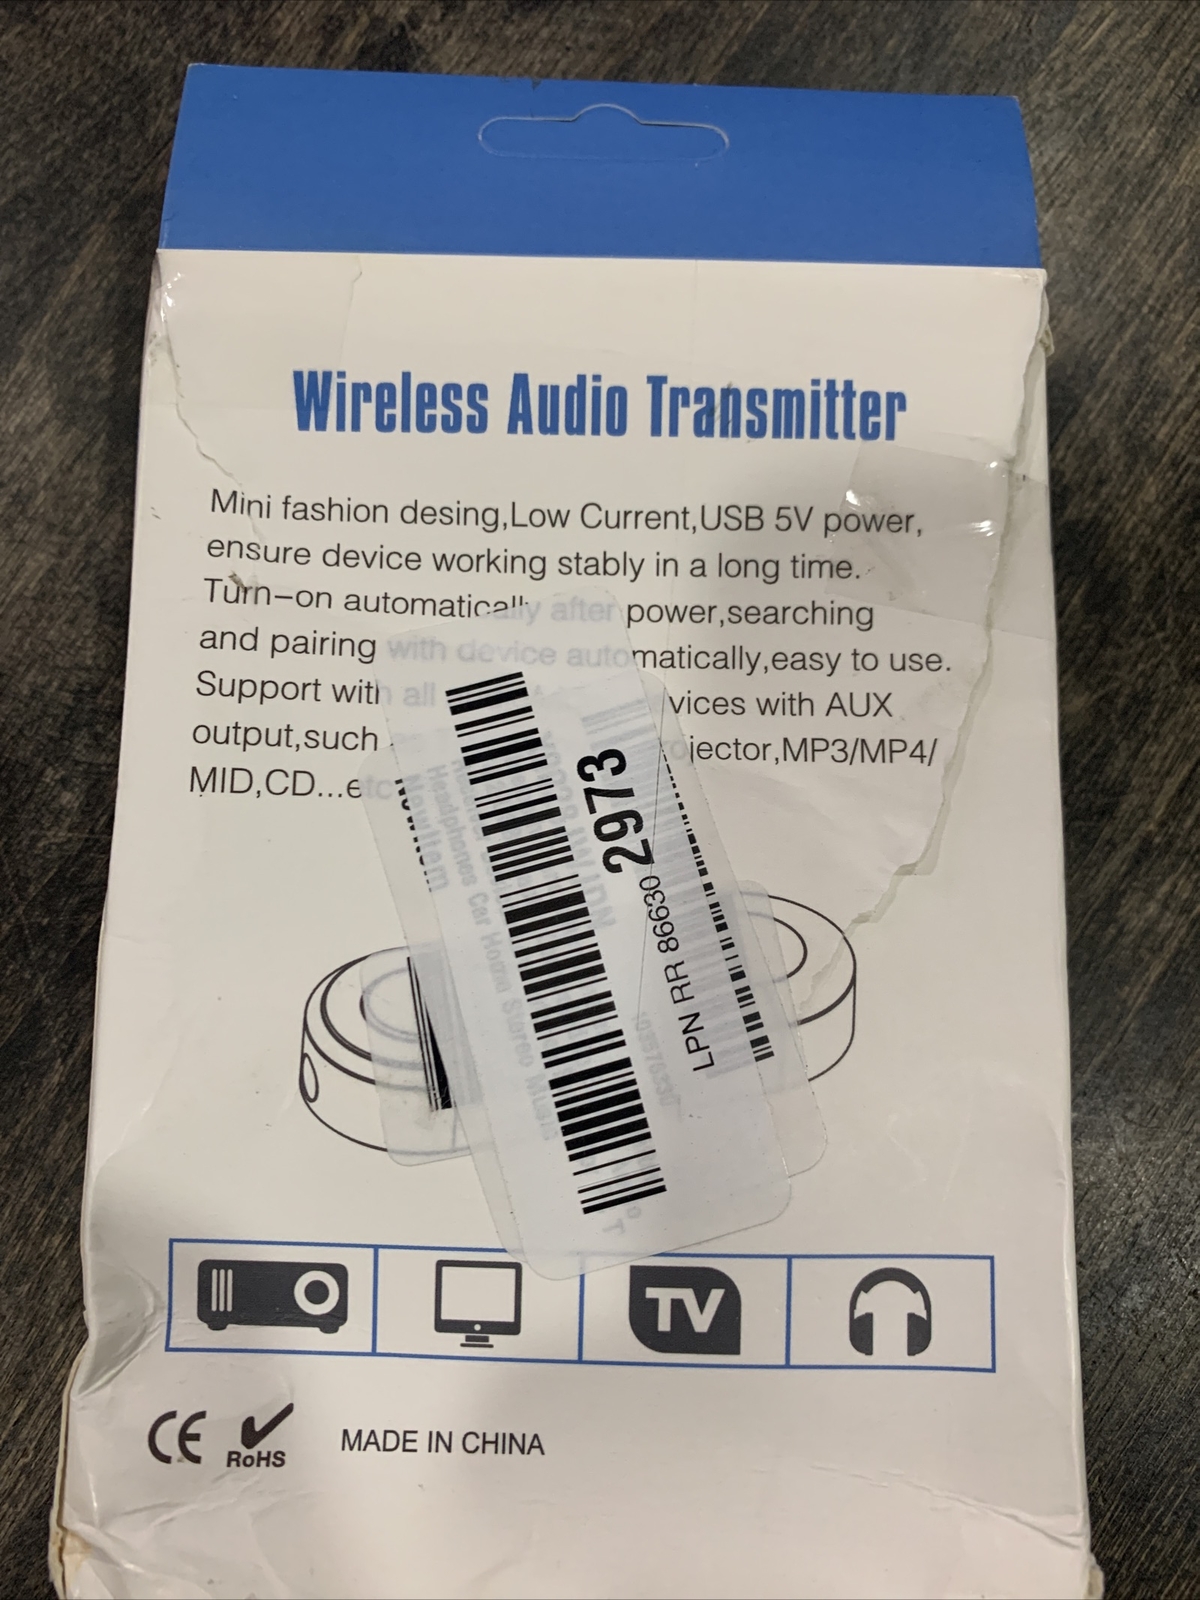 Wireless Audio Transmitter
Mini fashion desing,Low Current,USB 5V power,
ensure device working stably in a long time.
Turn-on automatically after power,searching
and pairing with device automatically,easy to use.
Support with all vices with AUX
output,such ojector,MP3/MP4/
MID,CD...etc
NewItem
Headphones Car Home Stereo Music
2973
LPN RR 86630
TV
CE
RoHS
MADE IN CHINA